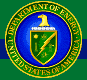 DEPARTMENT OF ENERGY
UNITED STATES OF AMERICA